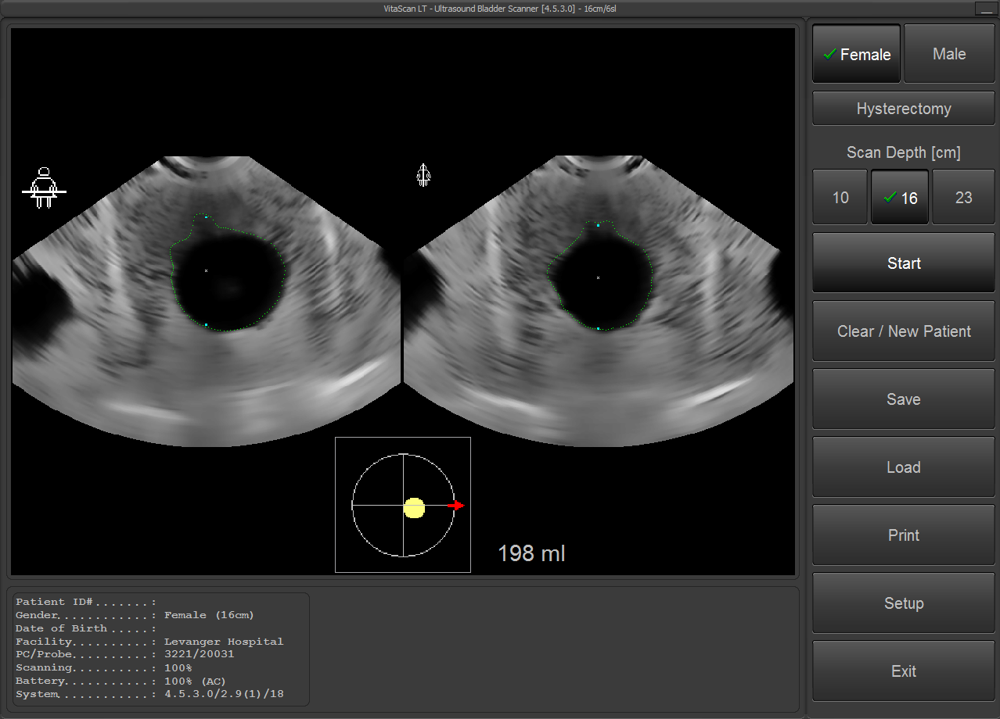 VitaScan LT - Ultrasound Bladder Scanner [4.5.3.0] - 16cm/6sl
Female
Male
Hysterectomy
Scan Depth [cm]
10
16
23
Start
Clear / New Patient
Save
Load
Print
Setup
Exit
198 ml
Patient ID#.......:
Gender............: Female (16cm)
Date of Birth.....:
Facility..........: Levanger Hospital
PC/Probe..........: 3221/20031
Scanning..........: 100%
Battery...........: 100% (AC)
System............: 4.5.3.0/2.9(1)/18